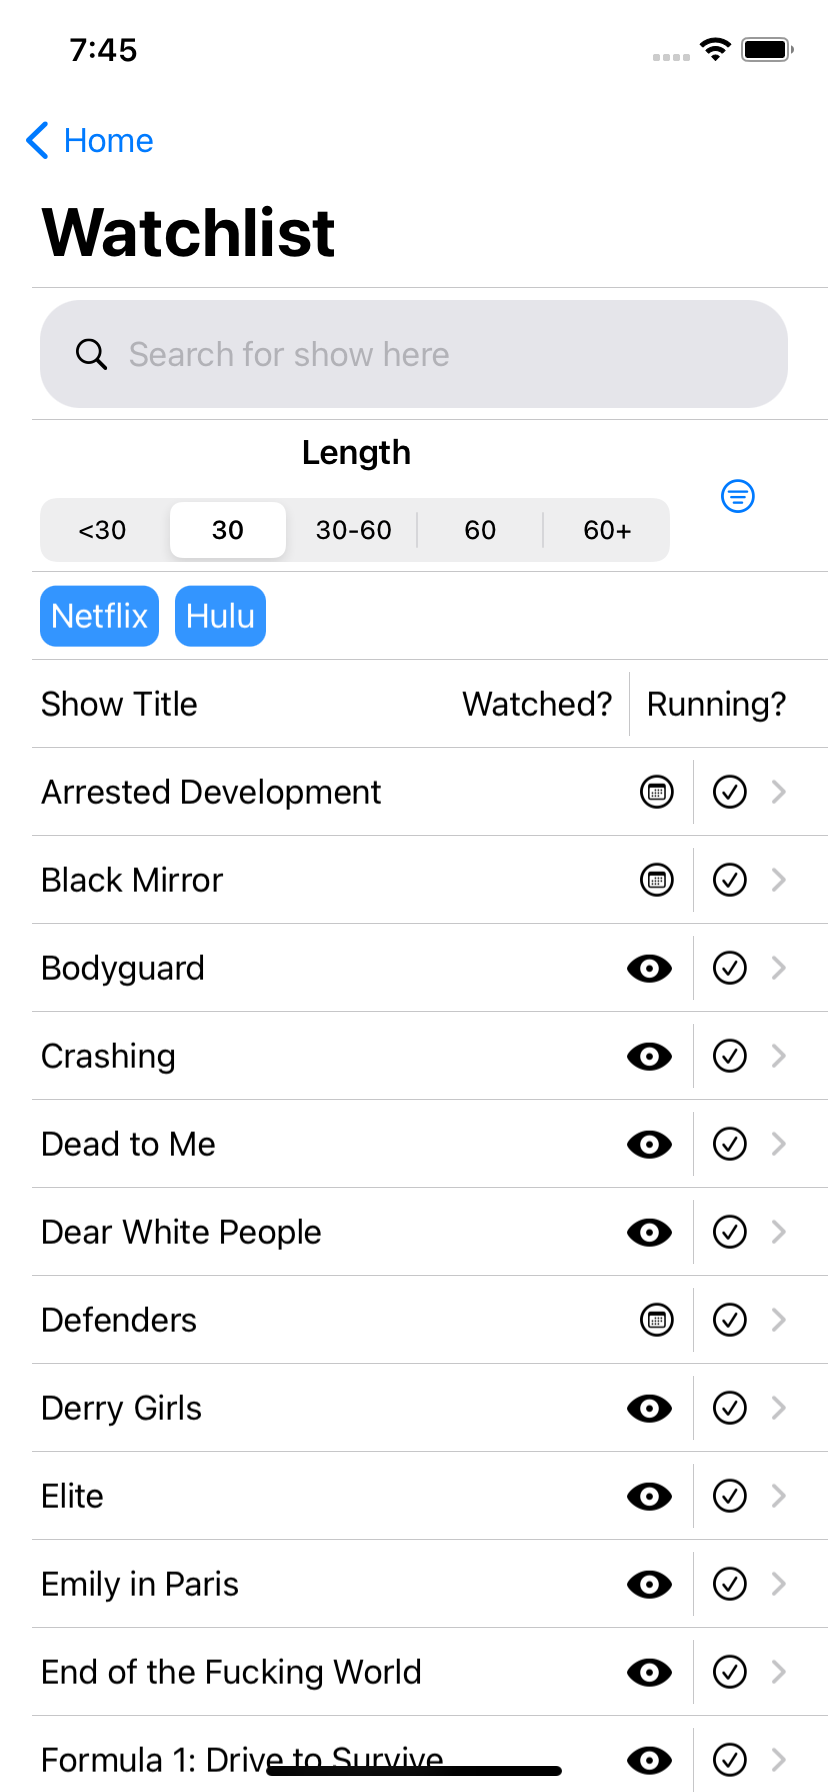 7:45
Home
Watchlist
Search for show here
Length
<30 30 30-60 60 60+
Netflix Hulu
Show Title Watched? Running?
Arrested Development
Black Mirror
Bodyguard
Crashing
Dead to Me
Dear White People
Defenders
Derry Girls
Elite
Emily in Paris
End of the Fucking World
Formula 1: Drive to Survive